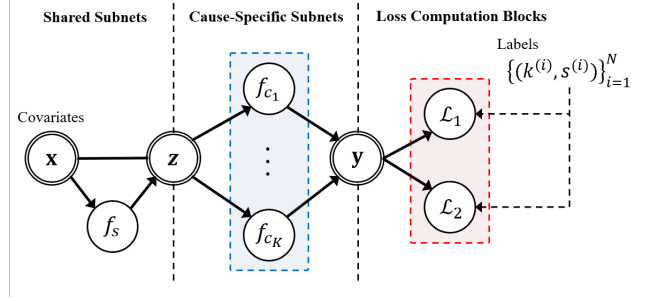 Shared Subnets
Cause-Specific Subnets
Loss Computation Blocks
Labels
{(k^{(i)}, s^{(i)})}_{i=1}^{N}
Covariates
x
f_s
z
f_{c_1}
⋮
f_{c_K}
y
ℒ_1
ℒ_2